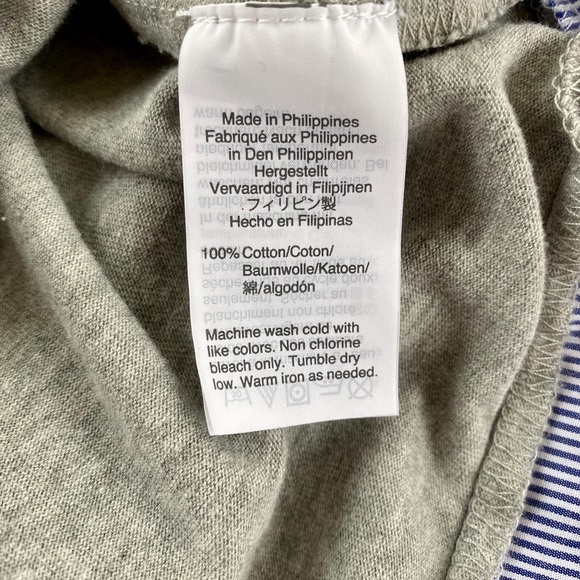 Made in Philippines
Fabriqué aux Philippines
in Den Philippinen
Hergestellt
Vervaardigd in Filipijnen
.フィリピン製
Hecho en Filipinas
100% Cotton/Coton/
Baumwolle/Katoen/
綿/algodón
Machine wash cold with
like colors. Non chlorine
bleach only. Tumble dry
low. Warm iron as needed.